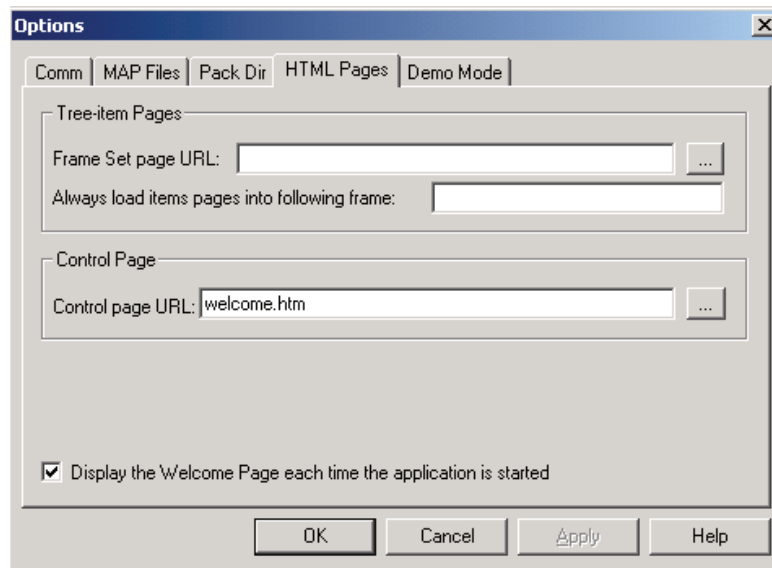 Options
Comm MAP Files Pack Dir HTML Pages Demo Mode
Tree-item Pages
Frame Set page URL: ...
Always load items pages into following frame:
Control Page
Control page URL: welcome.htm ...
Display the Welcome Page each time the application is started
OK Cancel Apply Help